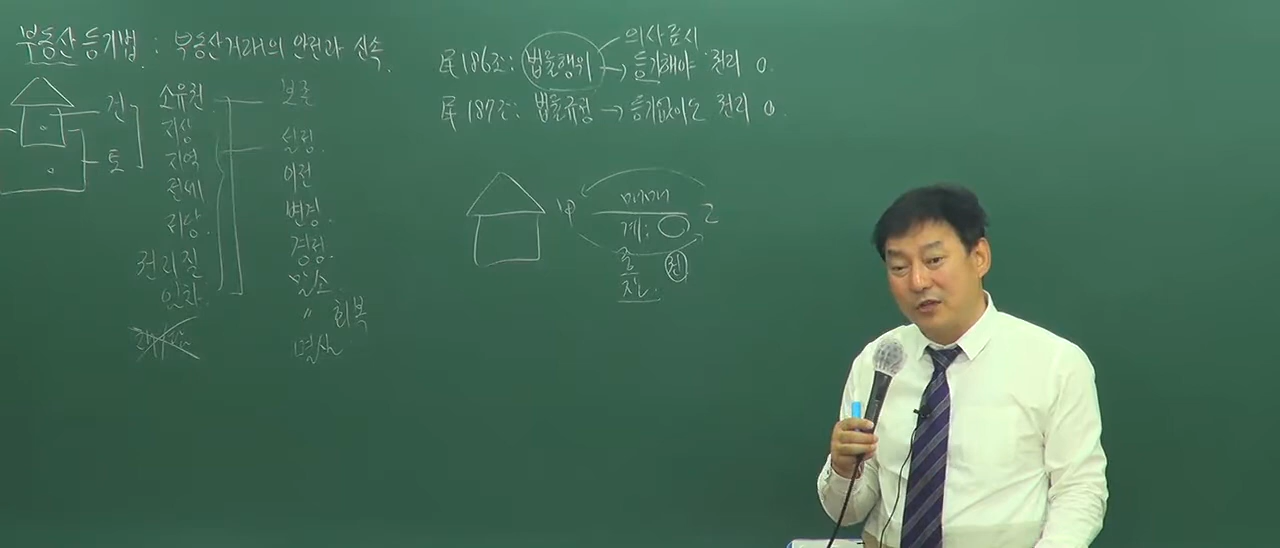 부동산 등기법 : 부동산거래의 안전과 신속
건
토
소유권
지상
지역
전세
저당
권리질
임차
보존
설정
이전
변경
경정
말소
〃 회복
멸실
의사표시
民 186조 : 법률행위 → 등기해야 권리 O.
民 187조 : 법률규정 → 등기없이도 권리 O.
甲 매매 乙
계:
중
잔